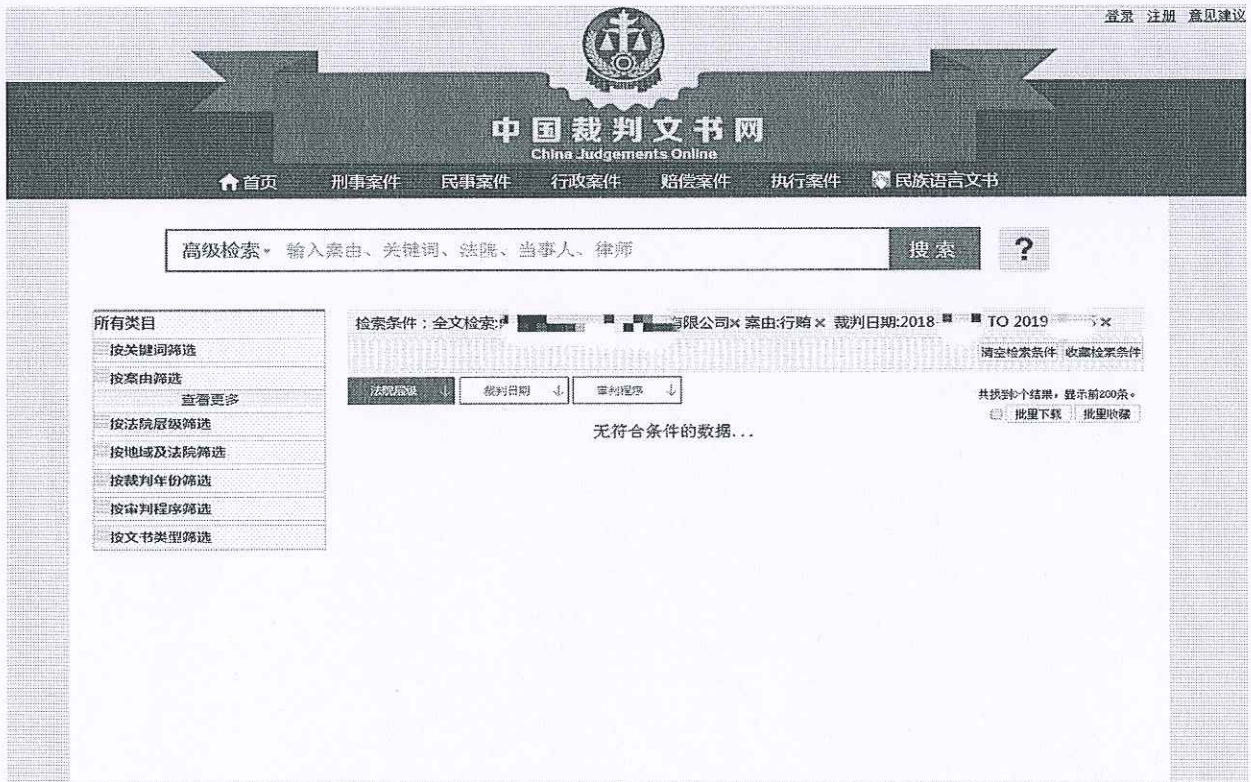 登录 注册 意见建议
中国裁判文书网
China Judgements Online
首页 刑事案件 民事案件 行政案件 赔偿案件 执行案件 民族语言文书
高级检索 输入案由、关键词、法院、当事人、律师 搜索 ?
所有类目
按关键词筛选
按案由筛选
查看更多
按法院层级筛选
按地域及法院筛选
按裁判年份筛选
按审判程序筛选
按文书类型筛选
检索条件：全文检索: 有限公司× 案由:行贿× 裁判日期:2018- TO 2019 ×
清空检索条件 收藏检索条件
法院层级 裁判日期 审判程序
共找到0个结果，显示前200条。
批量下载 批量收藏
无符合条件的数据...